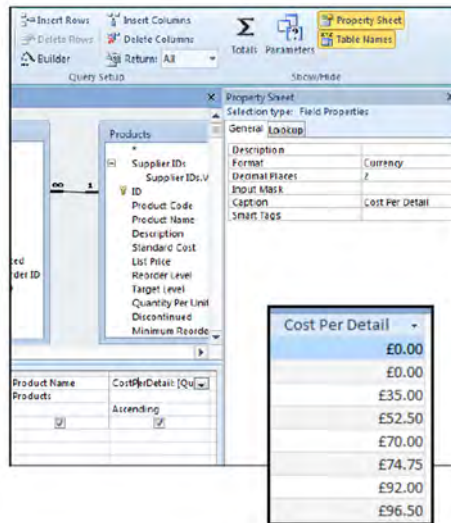 Insert Rows
Insert Columns
Delete Rows
Delete Columns
Builder
Return: All
Query Setup
Σ
Totals
Parameters
Property Sheet
Table Names
Show/Hide
Products
*
Supplier IDs
Supplier IDs.V
ID
Product Code
Product Name
Description
Standard Cost
List Price
Reorder Level
Target Level
Quantity Per Unit
Discontinued
Minimum Reorde
∞ 1
der ID
Property Sheet
Selection type: Field Properties
General Lookup
Description
Format Currency
Decimal Places 2
Input Mask
Caption Cost Per Detail
Smart Tags
Product Name CostPerDetail: [Qu
Products
Ascending
Cost Per Detail
£0.00
£0.00
£35.00
£52.50
£70.00
£74.75
£92.00
£96.50